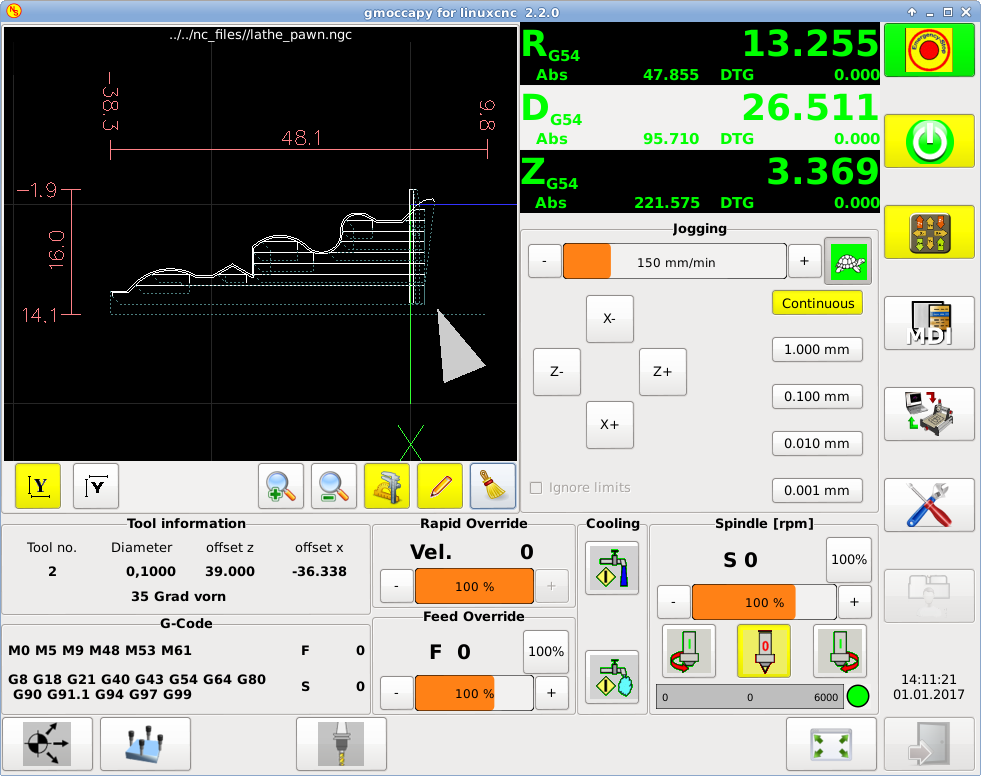 gmoccapy for linuxcnc 2.2.0
../../nc_files//lathe_pawn.ngc
-38.3
9.8
48.1
-1.9
16.0
14.1
X
R G54 13.255
Abs 47.855 DTG 0.000
D G54 26.511
Abs 95.710 DTG 0.000
Z G54 3.369
Abs 221.575 DTG 0.000
Emergency-Stop
Jogging
- 150 mm/min +
Continuous
X-
1.000 mm
Z- Z+
0.100 mm
X+
0.010 mm
Ignore limits
0.001 mm
MDI
Y Y
Tool information
Tool no. Diameter offset z offset x
2 0,1000 39.000 -36.338
35 Grad vorn
G-Code
M0 M5 M9 M48 M53 M61 F 0
G8 G18 G21 G40 G43 G54 G64 G80
G90 G91.1 G94 G97 G99
S 0
Rapid Override
Vel. 0
- 100 % +
Feed Override
F 0 100%
- 100 % +
Cooling
Spindle [rpm]
S 0 100%
- 100 % +
I 0 I
0 0 6000
14:11:21
01.01.2017